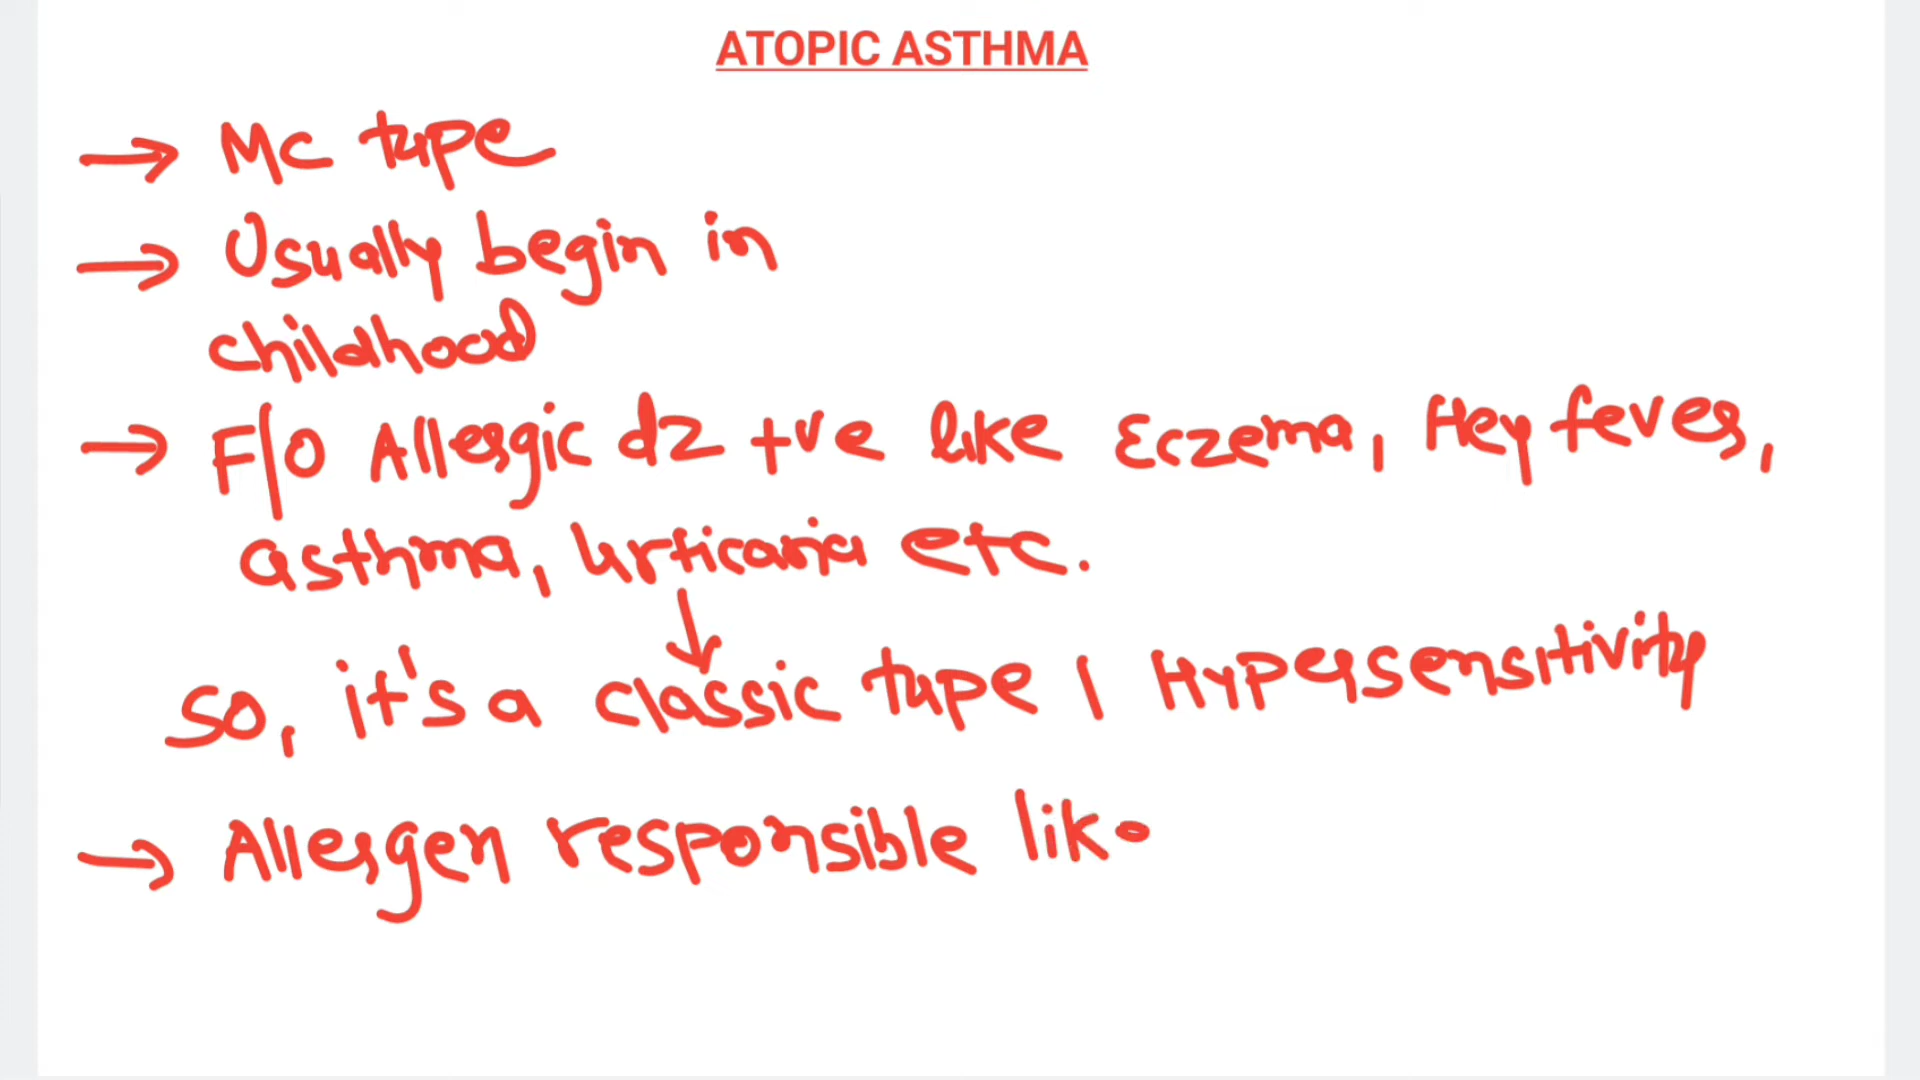 ATOPIC ASTHMA
→ MC type
→ Usually begin in
childhood
→ F/O Allergic dz +ve like Eczema, Hey fever,
asthma, Urticaria etc.
↓
So, it's a classic type 1 Hypersensitivity
→ Allergen responsible like